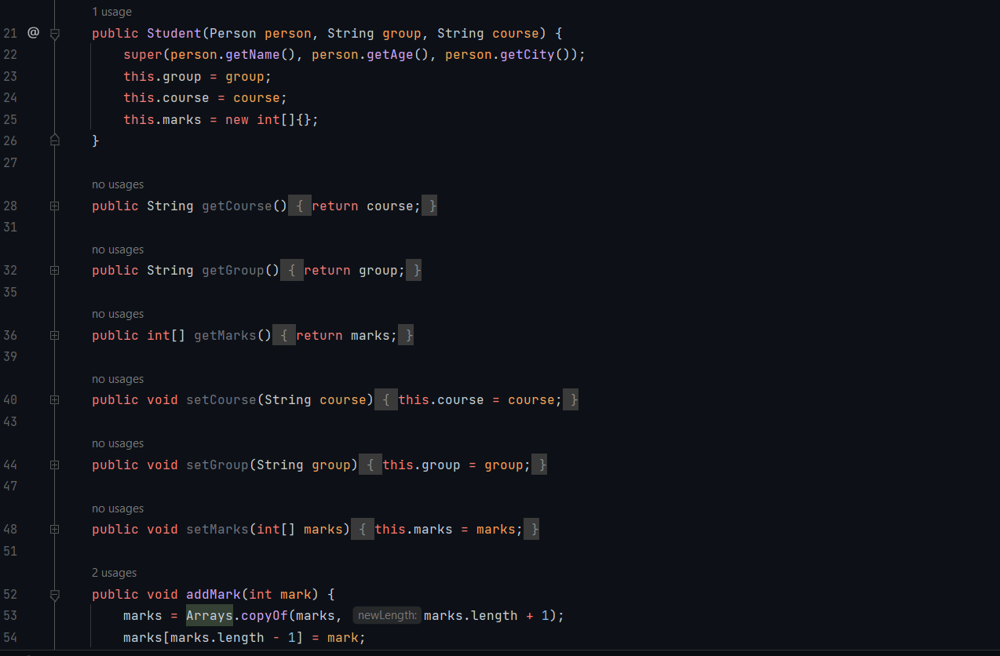 1 usage
21 @ public Student(Person person, String group, String course) {
22 super(person.getName(), person.getAge(), person.getCity());
23 this.group = group;
24 this.course = course;
25 this.marks = new int[]{};
26 }
27
no usages
28 public String getCourse() { return course; }
31
no usages
32 public String getGroup() { return group; }
35
no usages
36 public int[] getMarks() { return marks; }
39
no usages
40 public void setCourse(String course) { this.course = course; }
43
no usages
44 public void setGroup(String group) { this.group = group; }
47
no usages
48 public void setMarks(int[] marks) { this.marks = marks; }
51
2 usages
52 public void addMark(int mark) {
53 marks = Arrays.copyOf(marks, newLength: marks.length + 1);
54 marks[marks.length - 1] = mark;